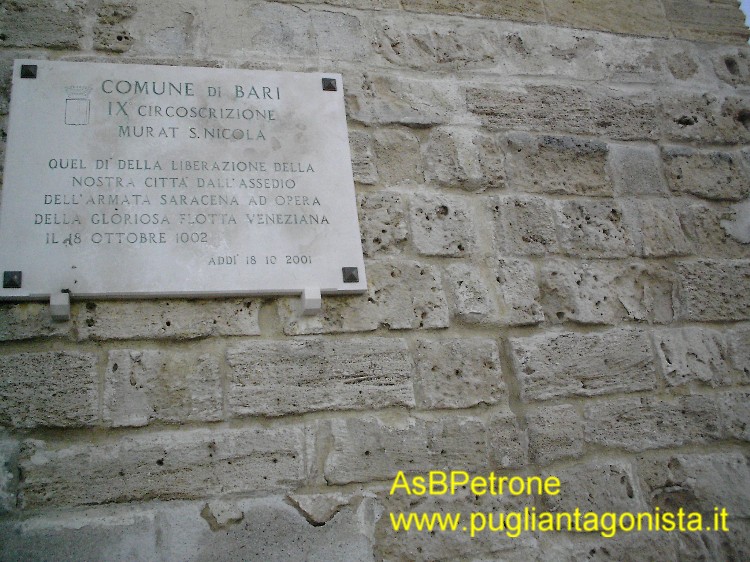 COMUNE DI BARI
IX CIRCOSCRIZIONE
MURAT S. NICOLA
QUEL DI' DELLA LIBERAZIONE DELLA
NOSTRA CITTA' DALL'ASSEDIO
DELL'ARMATA SARACENA AD OPERA
DELLA GLORIOSA FLOTTA VENEZIANA
IL 18 OTTOBRE 1002
ADDI' 18 10 2001
AsBPetrone
www.pugliantagonista.it